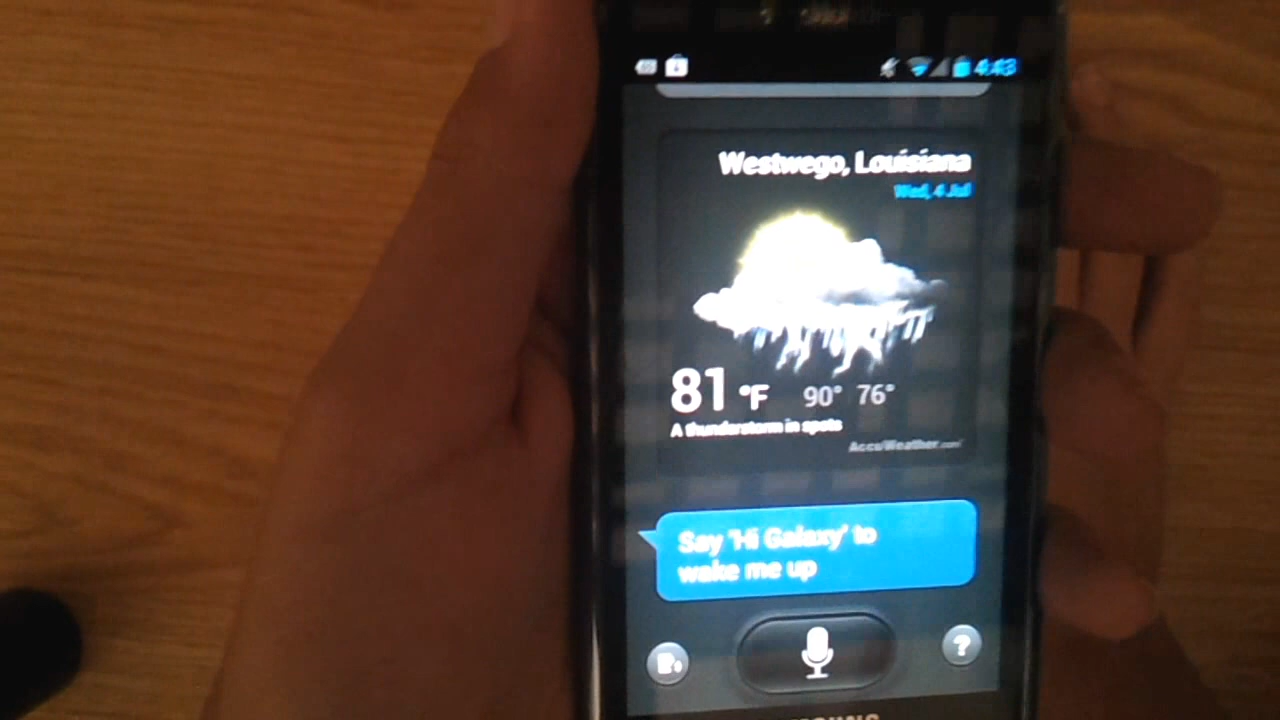 4:43
Westwego, Louisiana
Wed, 4 Jul
81 °F 90° 76°
A thunderstorm in spots
AccuWeather.com
Say 'Hi Galaxy' to
wake me up
?